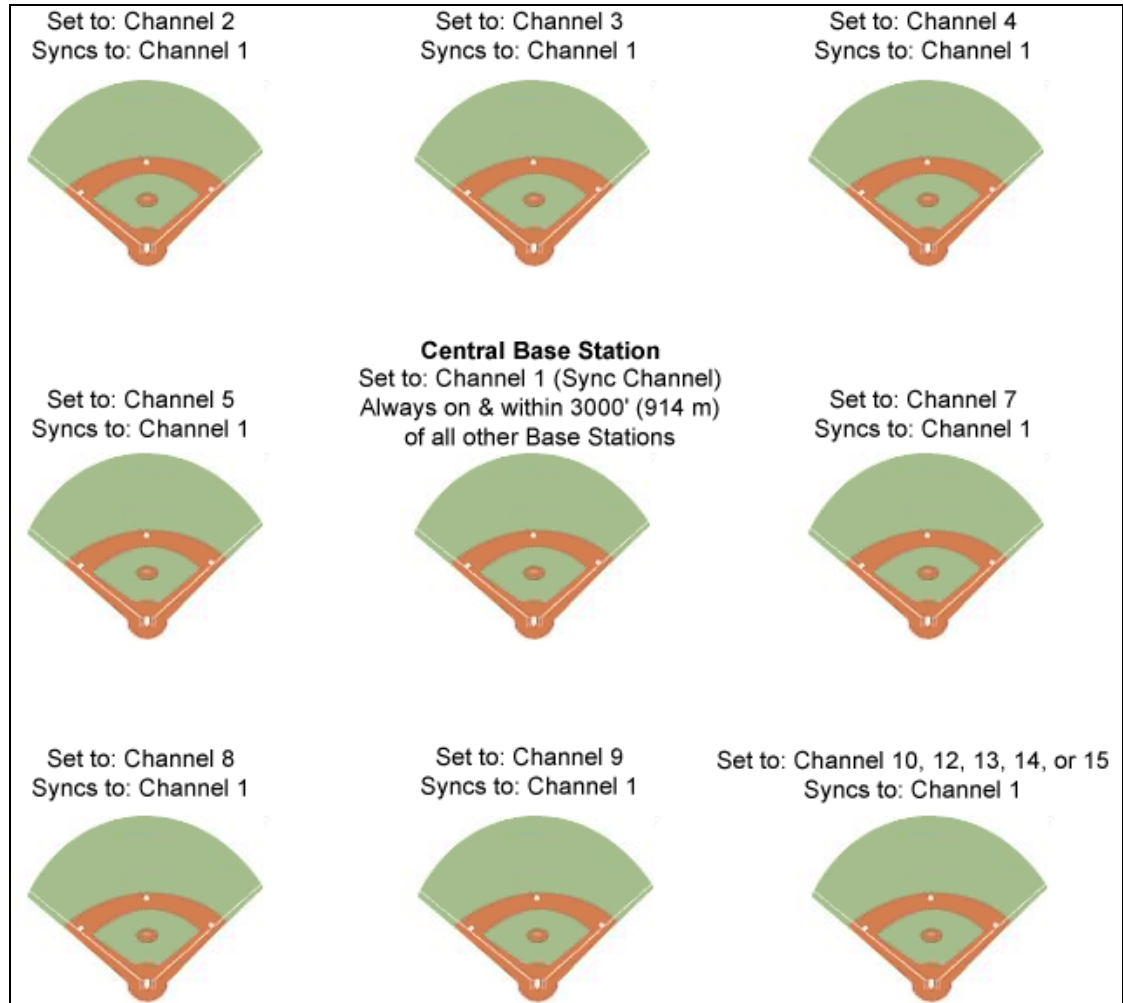 Set to: Channel 2
Syncs to: Channel 1
Set to: Channel 3
Syncs to: Channel 1
Set to: Channel 4
Syncs to: Channel 1
Set to: Channel 5
Syncs to: Channel 1
Central Base Station
Set to: Channel 1 (Sync Channel)
Always on & within 3000' (914 m)
of all other Base Stations
Set to: Channel 7
Syncs to: Channel 1
Set to: Channel 8
Syncs to: Channel 1
Set to: Channel 9
Syncs to: Channel 1
Set to: Channel 10, 12, 13, 14, or 15
Syncs to: Channel 1